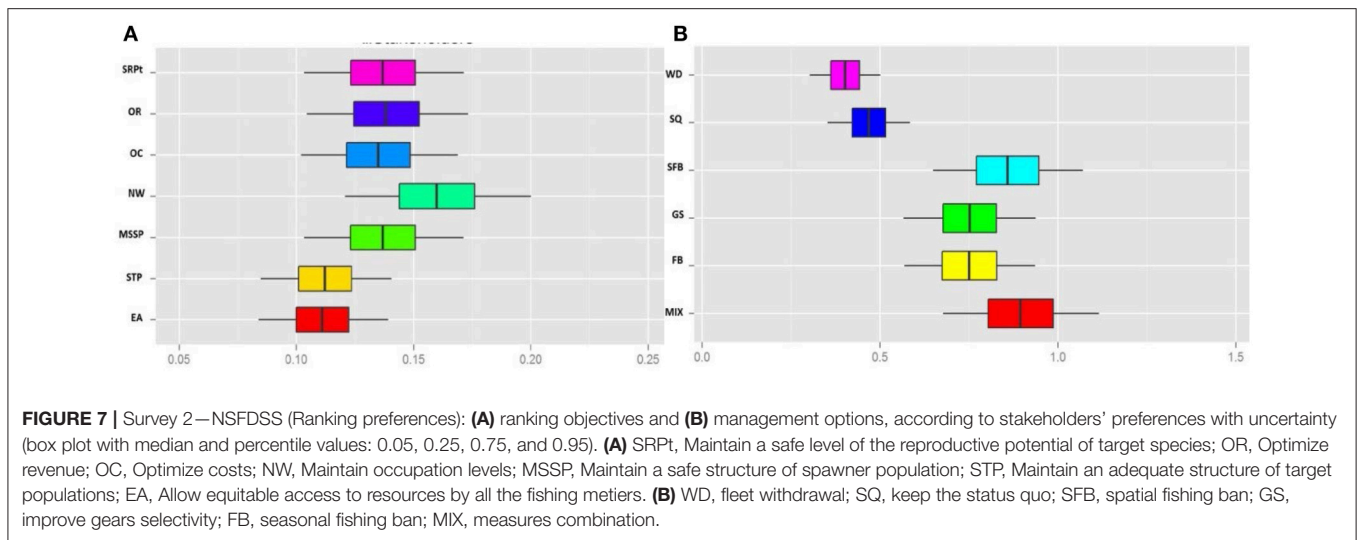 A
B
SRPt
OR
OC
NW
MSSP
STP
EA
0.05 0.10 0.15 0.20 0.25
WD
SQ
SFB
GS
FB
MIX
0.0 0.5 1.0 1.5
FIGURE 7 | Survey 2—NSFDSS (Ranking preferences): (A) ranking objectives and (B) management options, according to stakeholders' preferences with uncertainty
(box plot with median and percentile values: 0.05, 0.25, 0.75, and 0.95). (A) SRPt, Maintain a safe level of the reproductive potential of target species; OR, Optimize
revenue; OC, Optimize costs; NW, Maintain occupation levels; MSSP, Maintain a safe structure of spawner population; STP, Maintain an adequate structure of target
populations; EA, Allow equitable access to resources by all the fishing metiers. (B) WD, fleet withdrawal; SQ, keep the status quo; SFB, spatial fishing ban; GS,
improve gears selectivity; FB, seasonal fishing ban; MIX, measures combination.